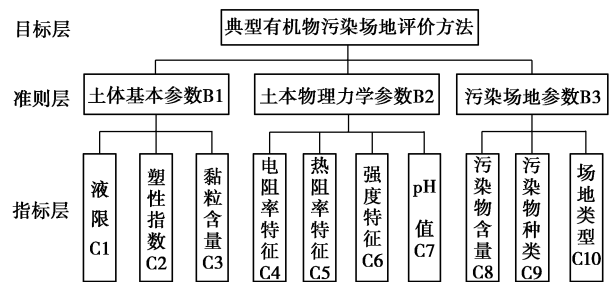 目标层
典型有机物污染场地评价方法
准则层
土体基本参数B1
土本物理力学参数B2
污染场地参数B3
指标层
液限C1
塑性指数C2
黏粒含量C3
电阻率特征C4
热阻率特征C5
强度特征C6
pH值C7
污染物含量C8
污染物种类C9
场地类型C10